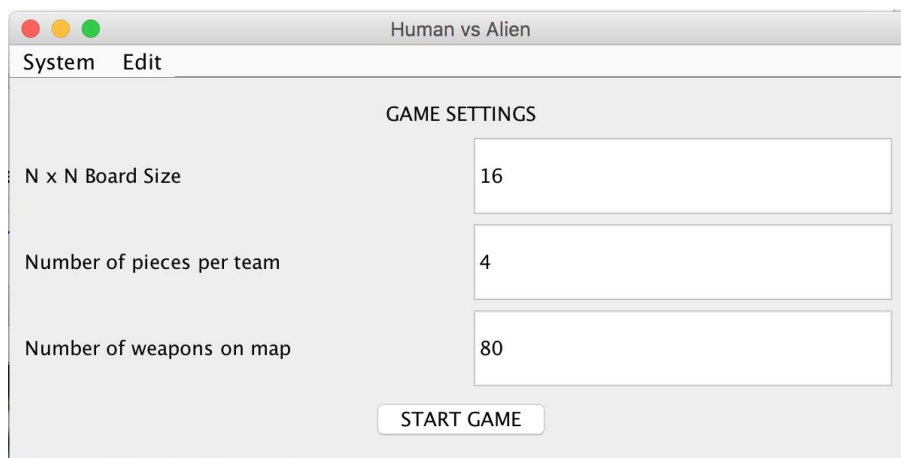 Human vs Alien
System Edit
GAME SETTINGS
N x N Board Size 16
Number of pieces per team 4
Number of weapons on map 80
START GAME